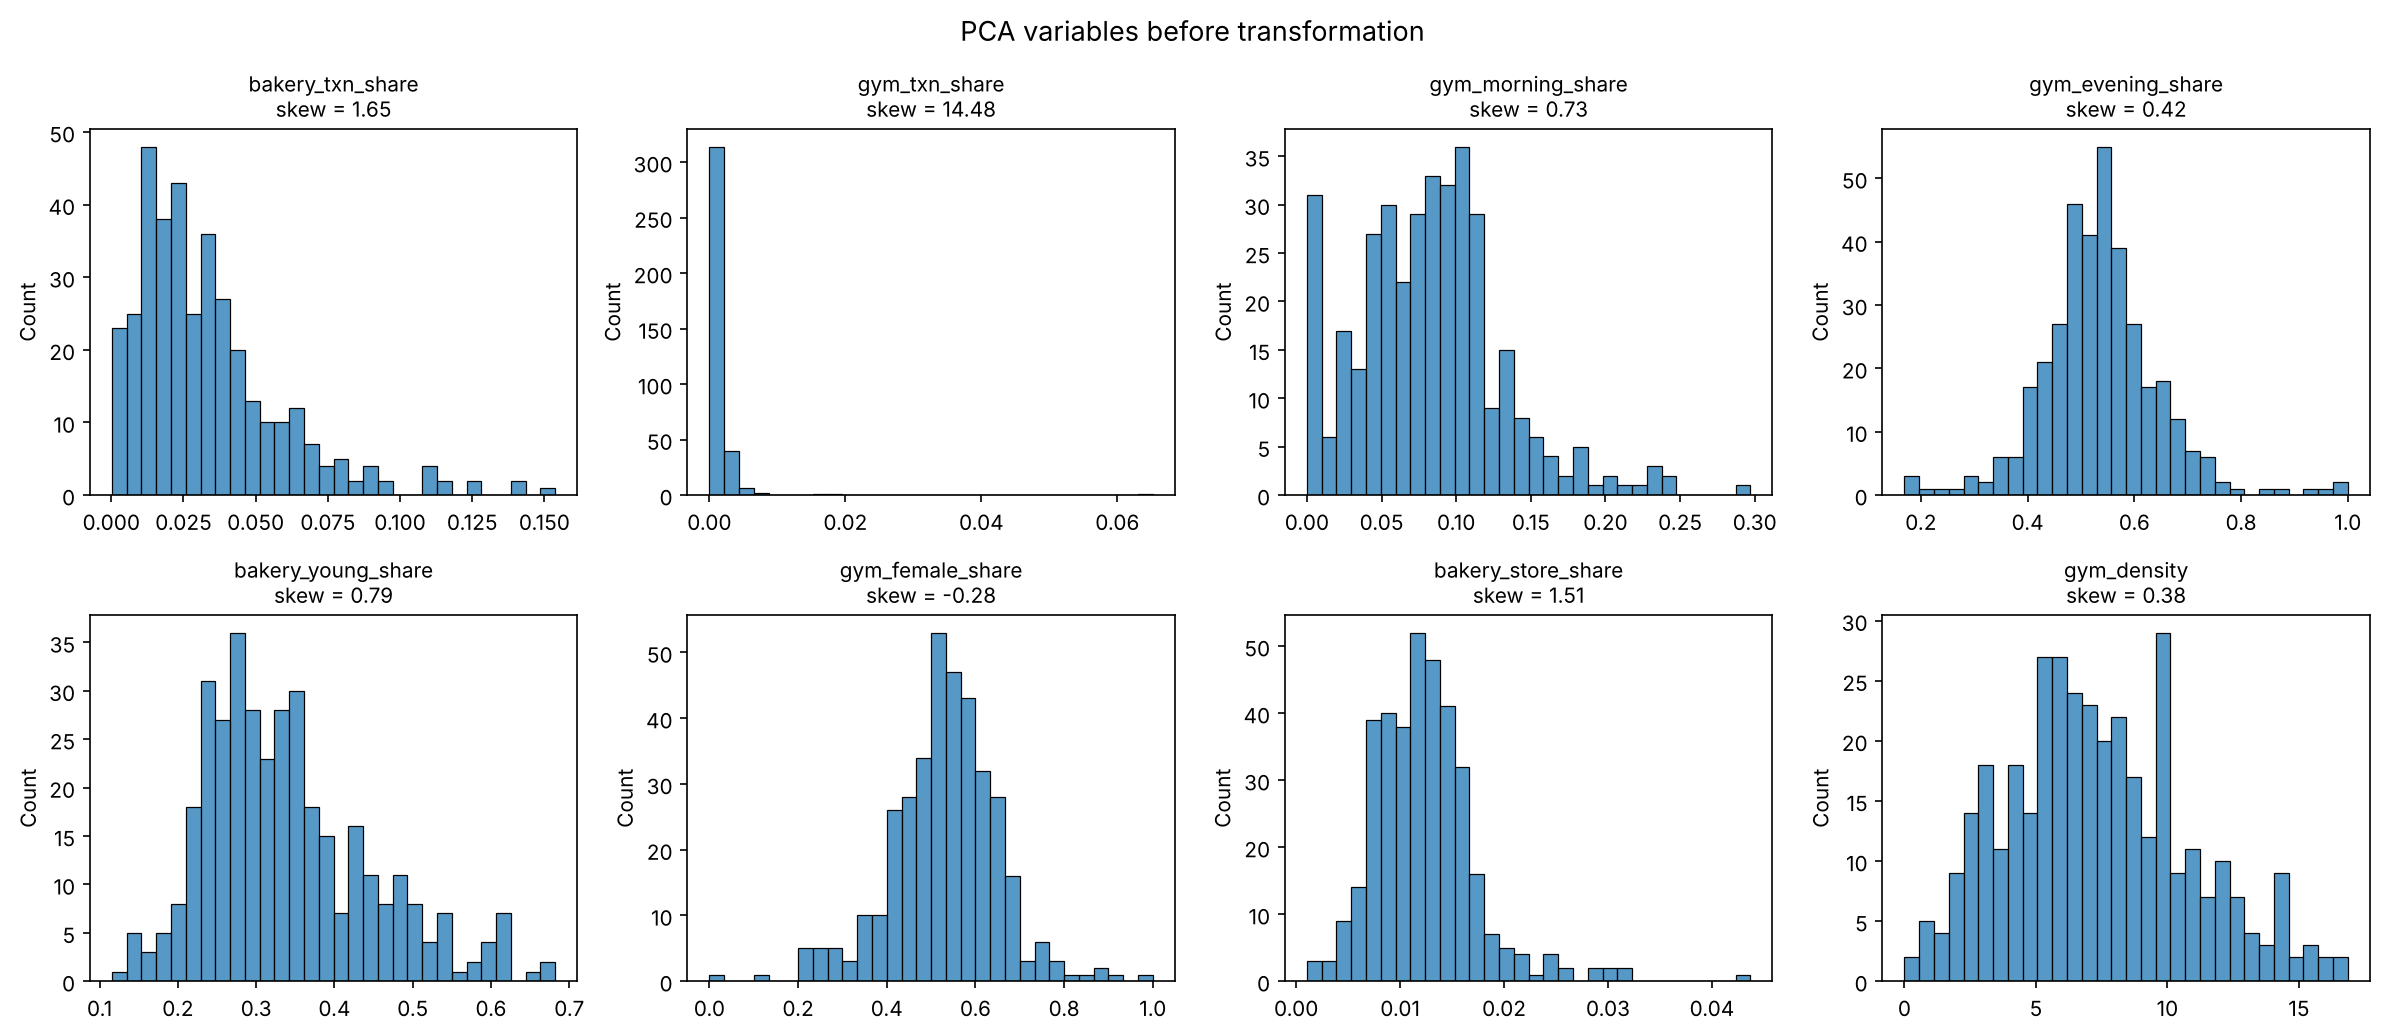 PCA variables before transformation
bakery_txn_share
skew = 1.65
Count
50
40
30
20
10
0
0.000 0.025 0.050 0.075 0.100 0.125 0.150
gym_txn_share
skew = 14.48
Count
300
250
200
150
100
50
0
0.00 0.02 0.04 0.06
gym_morning_share
skew = 0.73
Count
35
30
25
20
15
10
5
0
0.00 0.05 0.10 0.15 0.20 0.25 0.30
gym_evening_share
skew = 0.42
Count
50
40
30
20
10
0
0.2 0.4 0.6 0.8 1.0
bakery_young_share
skew = 0.79
Count
35
30
25
20
15
10
5
0
0.1 0.2 0.3 0.4 0.5 0.6 0.7
gym_female_share
skew = -0.28
Count
50
40
30
20
10
0
0.0 0.2 0.4 0.6 0.8 1.0
bakery_store_share
skew = 1.51
Count
50
40
30
20
10
0
0.00 0.01 0.02 0.03 0.04
gym_density
skew = 0.38
Count
30
25
20
15
10
5
0
0 5 10 15